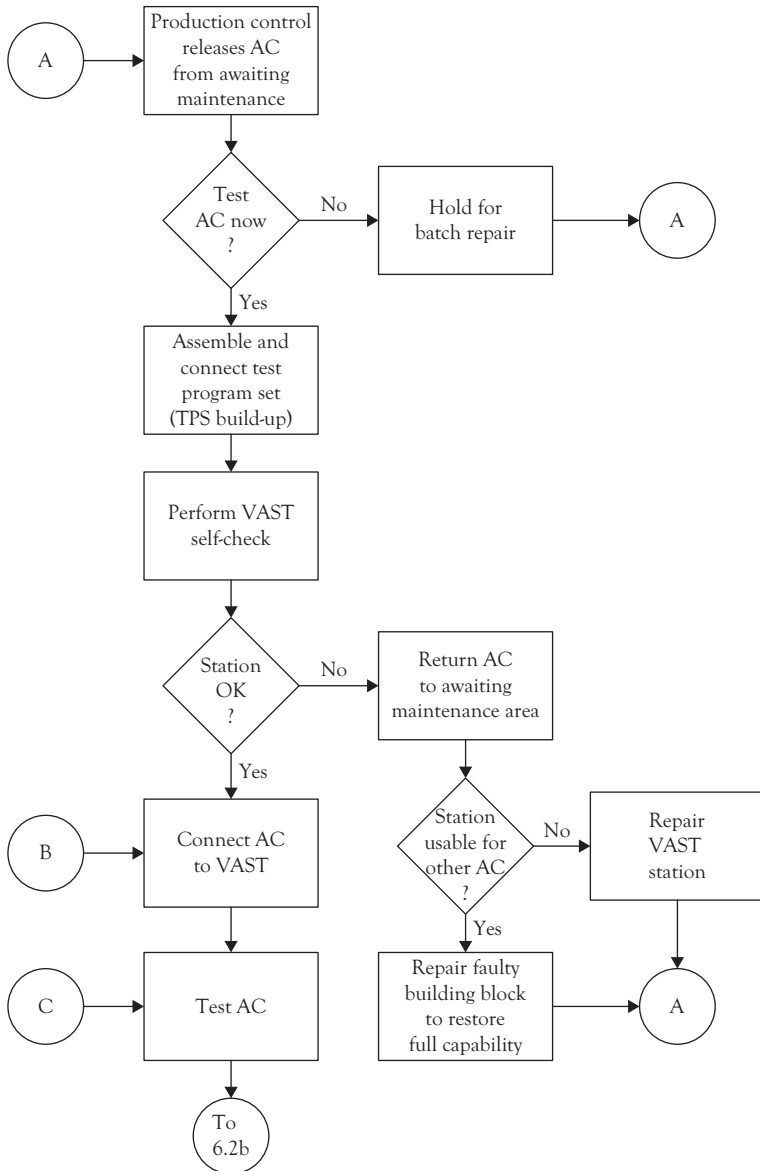 A
Production control
releases AC
from awaiting
maintenance
Test
AC now
?
No
Hold for
batch repair
A
Yes
Assemble and
connect test
program set
(TPS build-up)
Perform VAST
self-check
Station
OK
?
No
Return AC
to awaiting
maintenance area
Yes
B
Connect AC
to VAST
Station
usable for
other AC
?
No
Repair
VAST
station
Yes
C
Test AC
Repair faulty
building block
to restore
full capability
A
To
6.2b